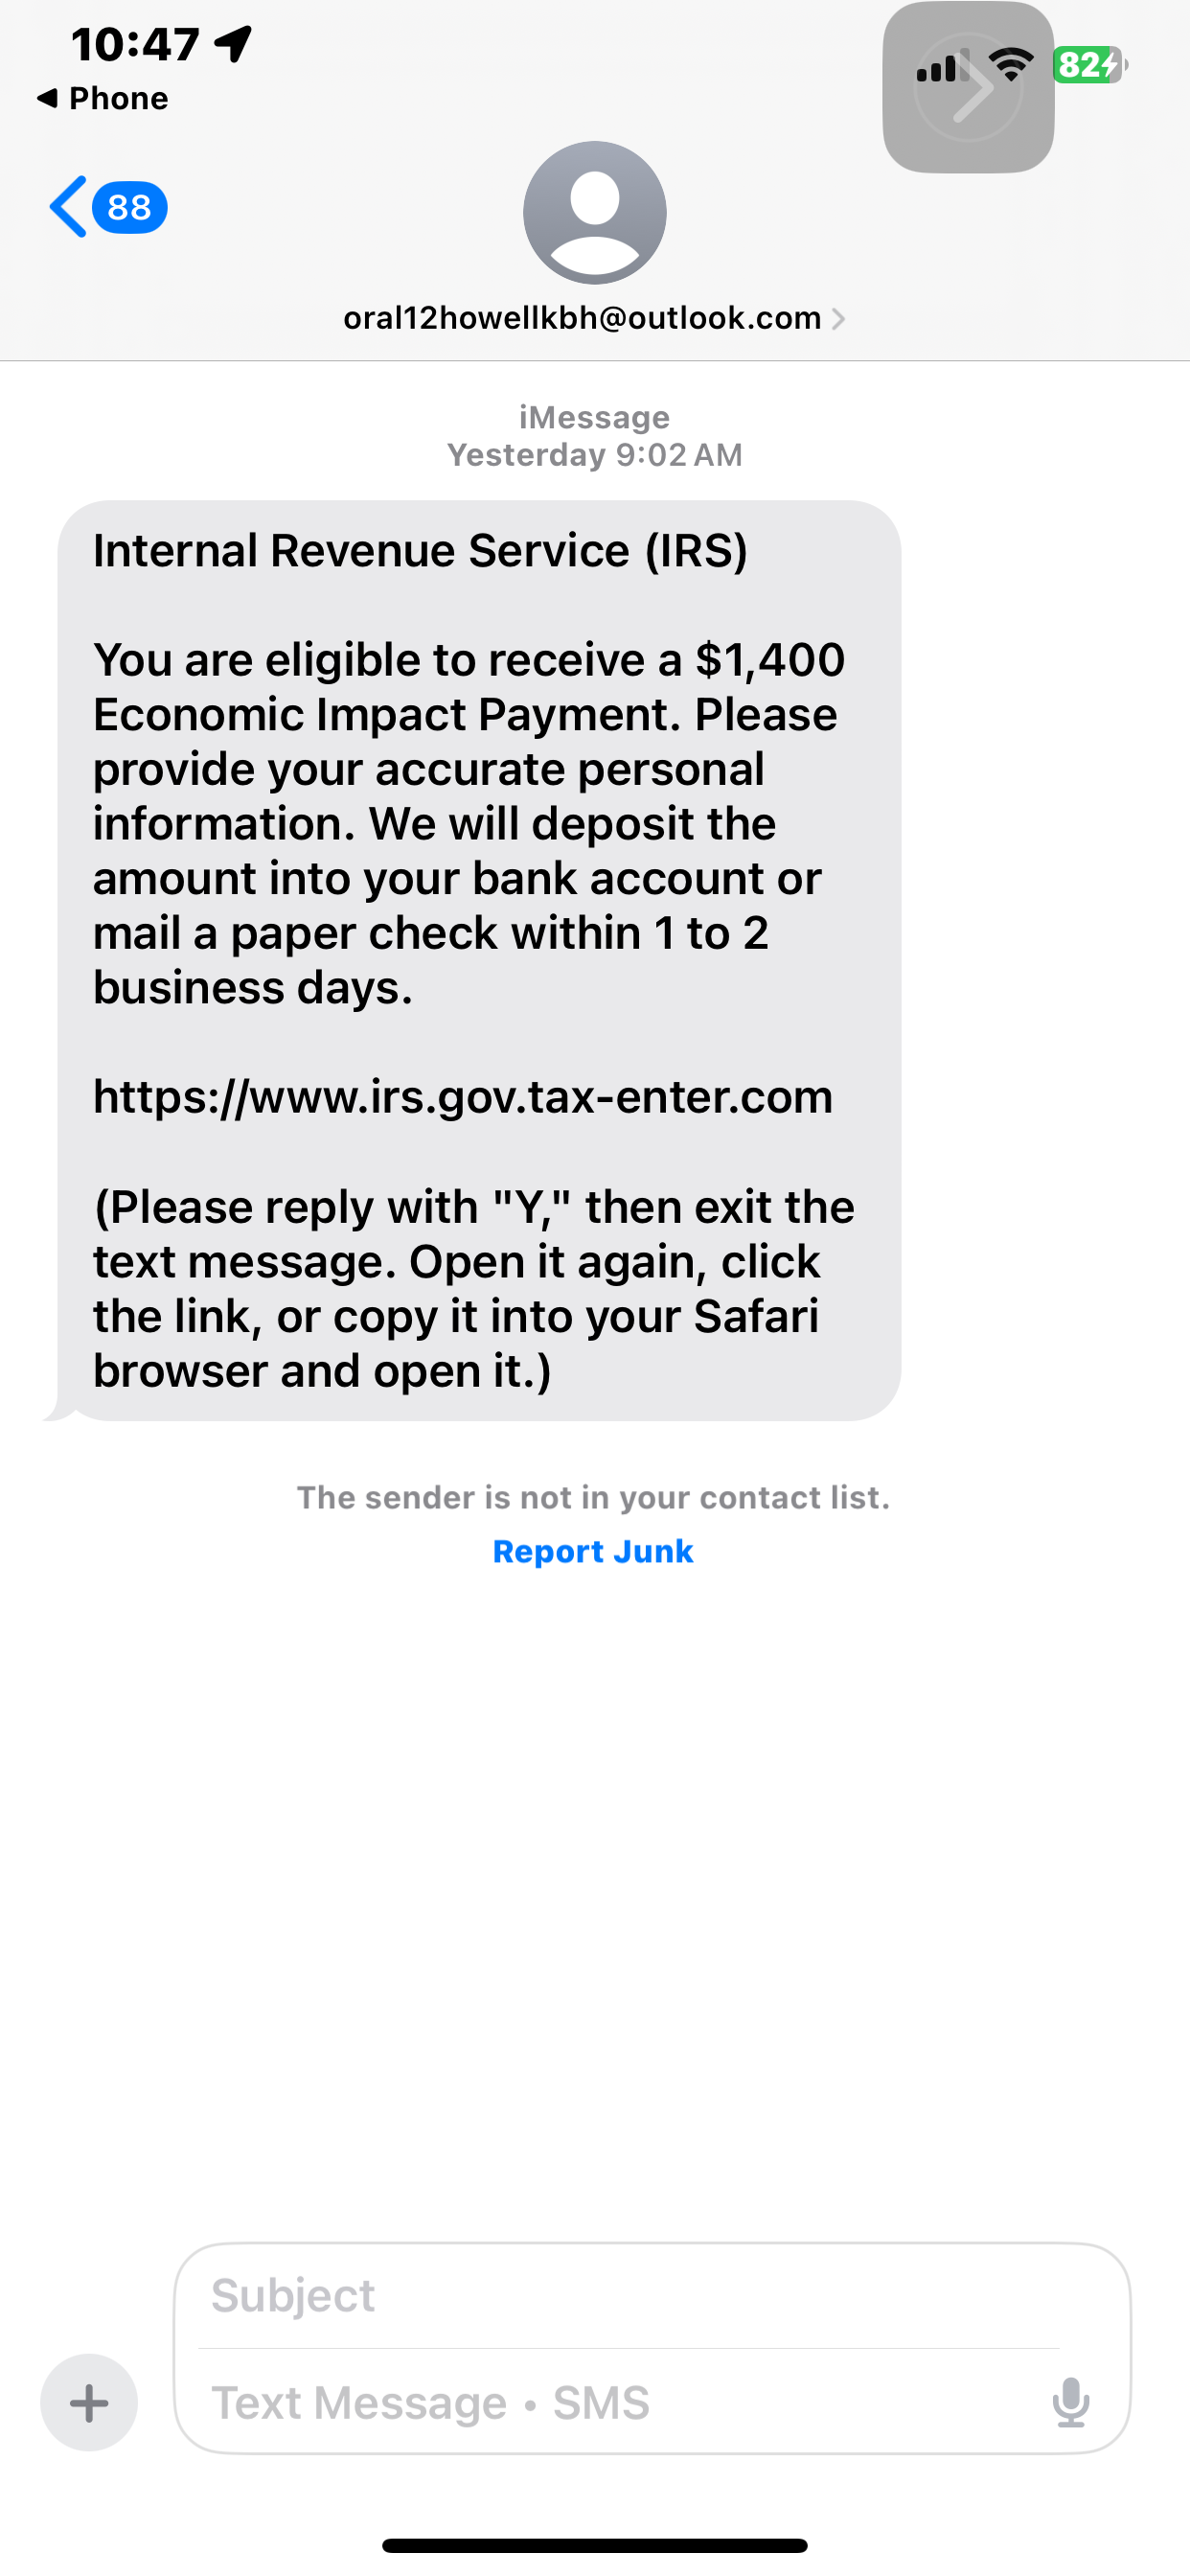 10:47
Phone
82
88
oral12howellkbh@outlook.com
iMessage
Yesterday 9:02 AM
Internal Revenue Service (IRS)
You are eligible to receive a $1,400
Economic Impact Payment. Please
provide your accurate personal
information. We will deposit the
amount into your bank account or
mail a paper check within 1 to 2
business days.
https://www.irs.gov.tax-enter.com
(Please reply with "Y," then exit the
text message. Open it again, click
the link, or copy it into your Safari
browser and open it.)
The sender is not in your contact list.
Report Junk
Subject
Text Message • SMS